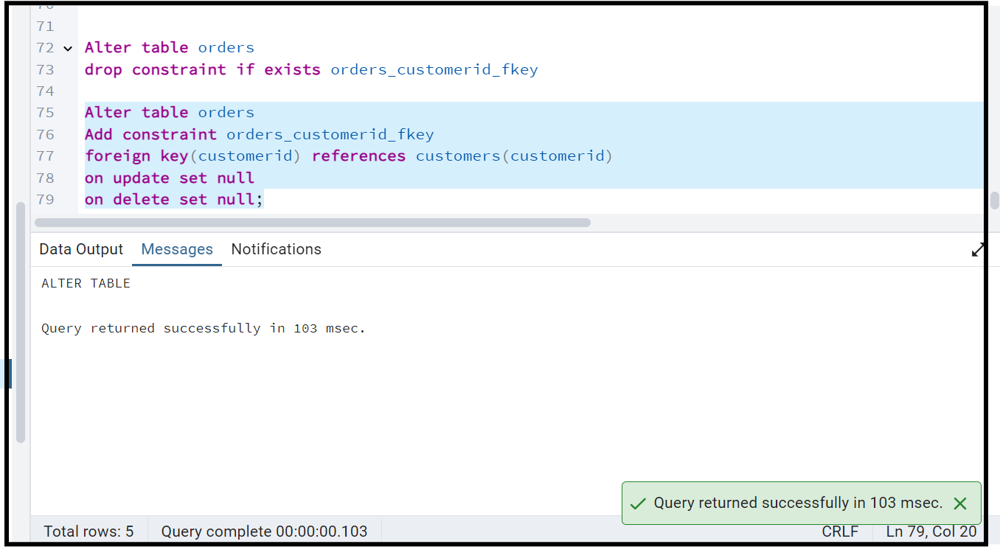 71
72 Alter table orders
73 drop constraint if exists orders_customerid_fkey
74
75 Alter table orders
76 Add constraint orders_customerid_fkey
77 foreign key(customerid) references customers(customerid)
78 on update set null
79 on delete set null;
Data Output Messages Notifications
ALTER TABLE
Query returned successfully in 103 msec.
Query returned successfully in 103 msec.
Total rows: 5 Query complete 00:00:00.103 CRLF Ln 79, Col 20